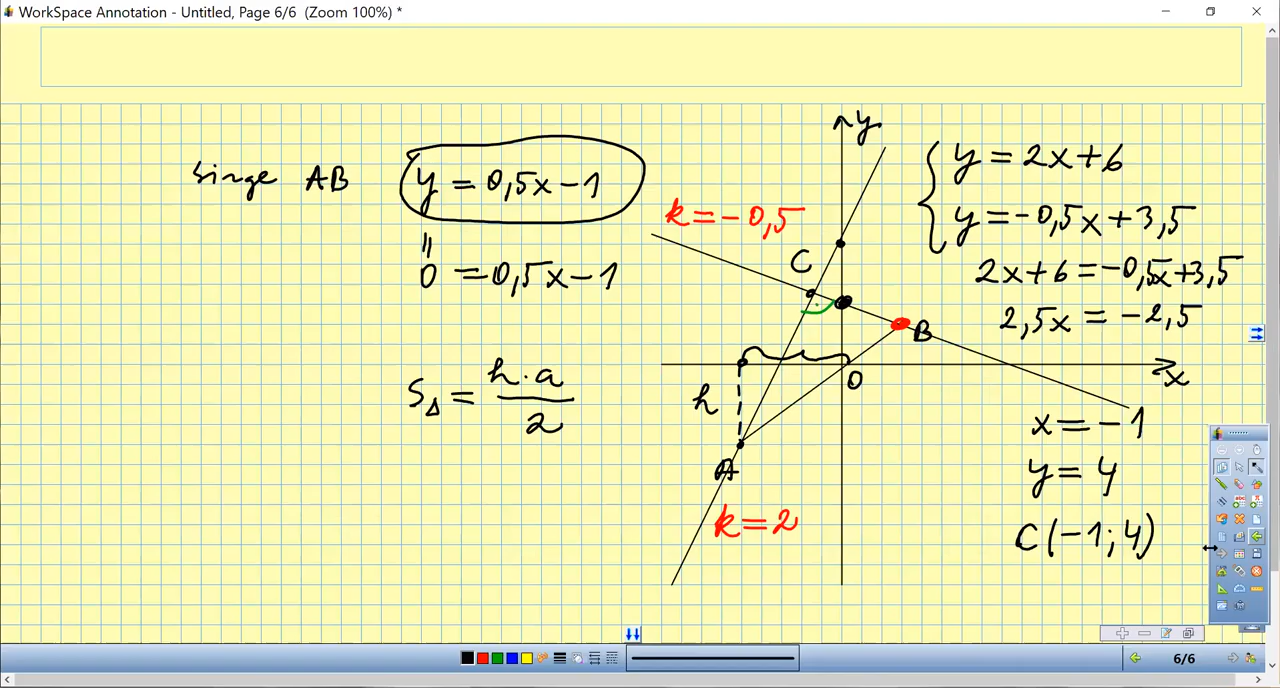 WorkSpace Annotation - Untitled, Page 6/6 (Zoom 100%) *
sirge AB
y = 0,5x - 1
"
0 = 0,5x - 1
S△ = h · a / 2
k = -0,5
y
C
B
O
x
h
A
k = 2
y = 2x + 6
y = -0,5x + 3,5
2x + 6 = -0,5x + 3,5
2,5x = -2,5
x = -1
y = 4
C (-1; 4)
6/6